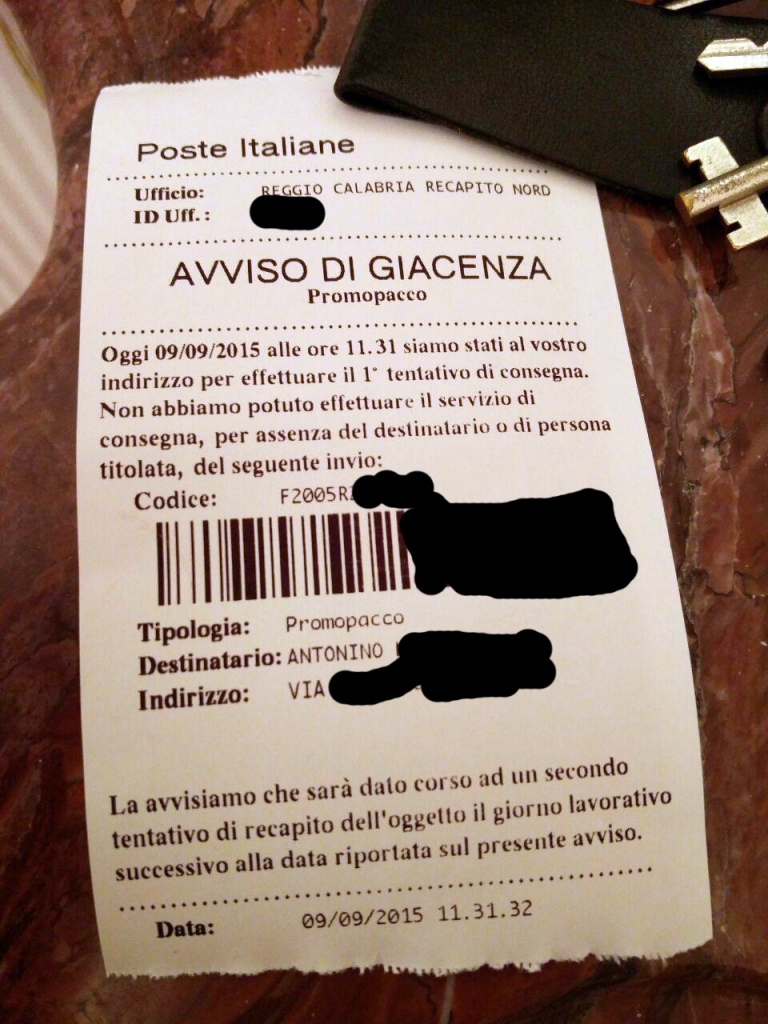 Poste Italiane
Ufficio: REGGIO CALABRIA RECAPITO NORD
ID Uff.:
AVVISO DI GIACENZA
Promopacco
Oggi 09/09/2015 alle ore 11.31 siamo stati al vostro
indirizzo per effettuare il 1° tentativo di consegna.
Non abbiamo potuto effettuare il servizio di
consegna, per assenza del destinatario o di persona
titolata, del seguente invio:
Codice: F2005R
Tipologia: Promopacco
Destinatario: ANTONINO
Indirizzo: VIA
La avvisiamo che sarà dato corso ad un secondo
tentativo di recapito dell'oggetto il giorno lavorativo
successivo alla data riportata sul presente avviso.
Data: 09/09/2015 11.31.32